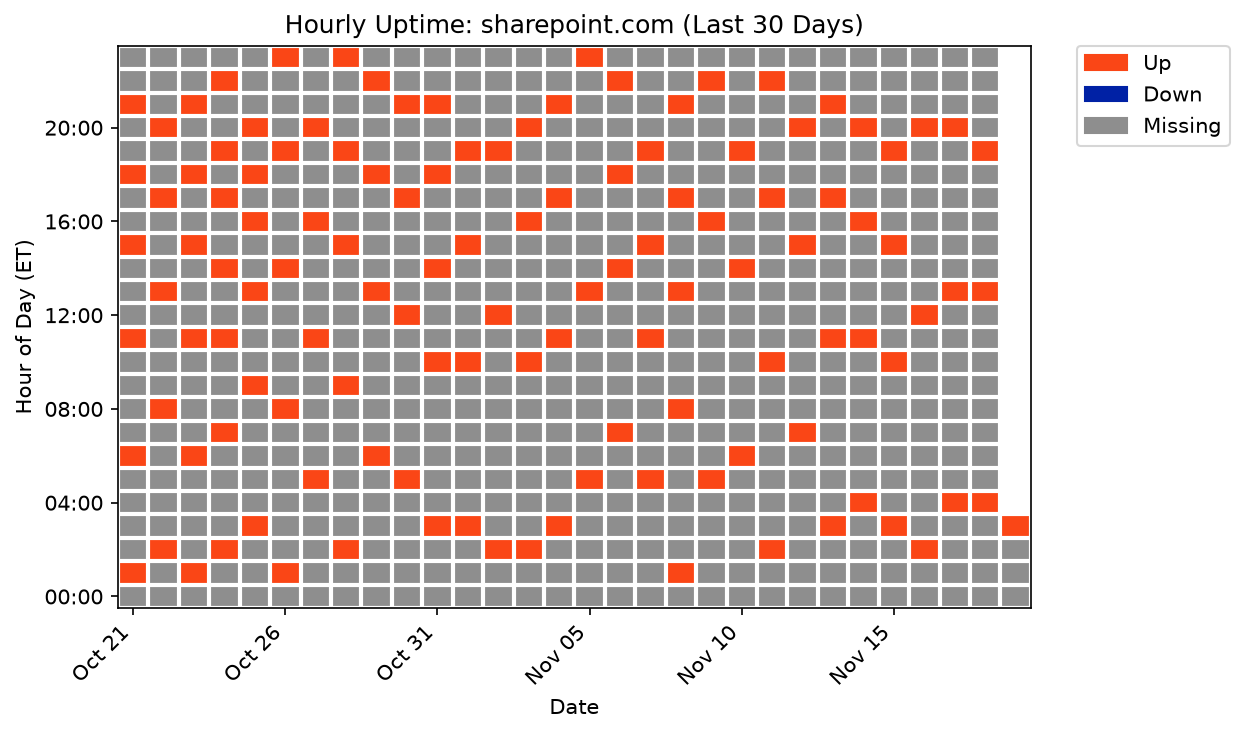 Hourly Uptime: sharepoint.com (Last 30 Days)
Up
Down
Missing
Hour of Day (ET)
20:00
16:00
12:00
08:00
04:00
00:00
Oct 21
Oct 26
Oct 31
Nov 05
Nov 10
Nov 15
Date